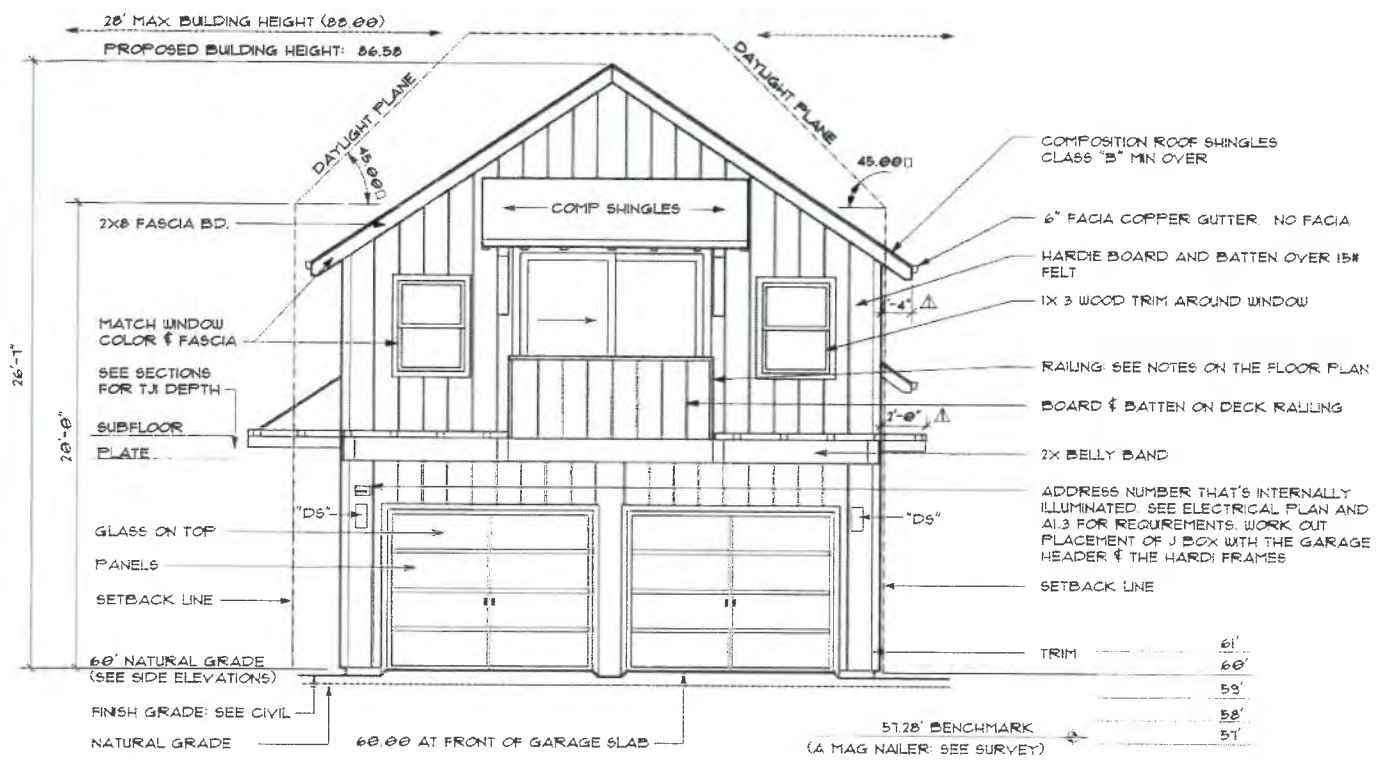 28' MAX. BUILDING HEIGHT (88.00)
PROPOSED BUILDING HEIGHT: 86.58
DAYLIGHT PLANE
DAYLIGHT PLANE
45.00
45.00
COMPOSITION ROOF SHINGLES
CLASS "B" MIN OVER
2X8 FASCIA BD.
COMP SHINGLES
6" FACIA COPPER GUTTER. NO FACIA
HARDIE BOARD AND BATTEN OVER 15#
FELT
1X 3 WOOD TRIM AROUND WINDOW
'-4"
MATCH WINDOW
COLOR & FASCIA
26'-7"
20'-0"
SEE SECTIONS
FOR TJI DEPTH
RAILING: SEE NOTES ON THE FLOOR PLAN
BOARD & BATTEN ON DECK RAILING
2'-0"
SUBFLOOR
PLATE
2X BELLY BAND
ADDRESS NUMBER THAT'S INTERNALLY
ILLUMINATED. SEE ELECTRICAL PLAN AND
A1.3 FOR REQUIREMENTS. WORK OUT
PLACEMENT OF J BOX WITH THE GARAGE
HEADER & THE HARDI FRAMES
"DS"
"DS"
GLASS ON TOP
PANELS
SETBACK LINE
SETBACK LINE
60' NATURAL GRADE
(SEE SIDE ELEVATIONS)
TRIM
61'
60'
59'
58'
57'
FINISH GRADE: SEE CIVIL
NATURAL GRADE
60.00 AT FRONT OF GARAGE SLAB
57.28' BENCHMARK
(A MAG NAILER: SEE SURVEY)